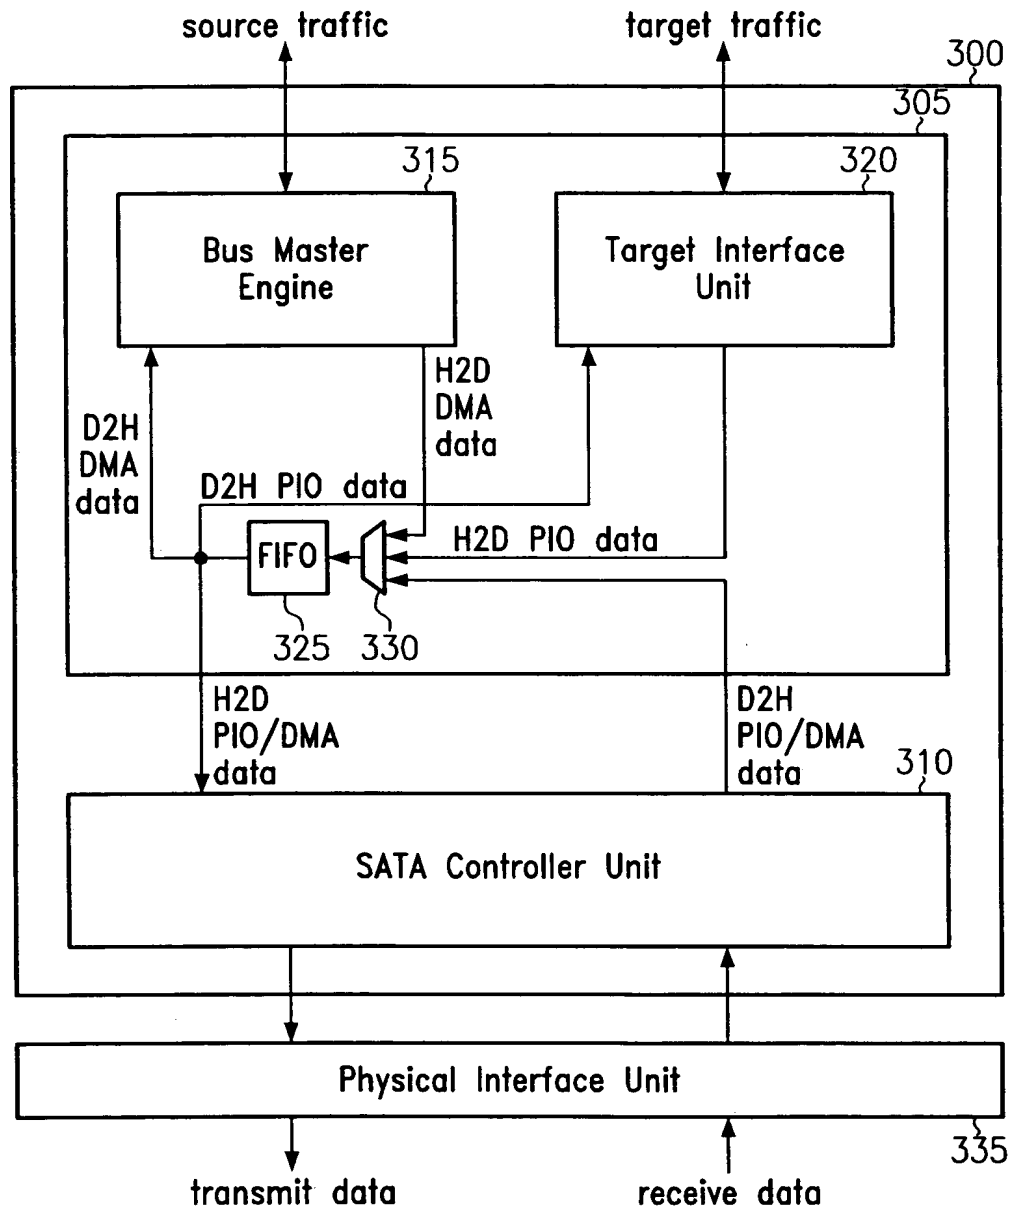 source traffic
target traffic
300
305
315
320
Bus Master
Engine
Target Interface
Unit
H2D
DMA
data
D2H
DMA
data
D2H PIO data
FIFO
H2D PIO data
325
330
H2D
PIO/DMA
data
D2H
PIO/DMA
data
310
SATA Controller Unit
Physical Interface Unit
335
transmit data
receive data